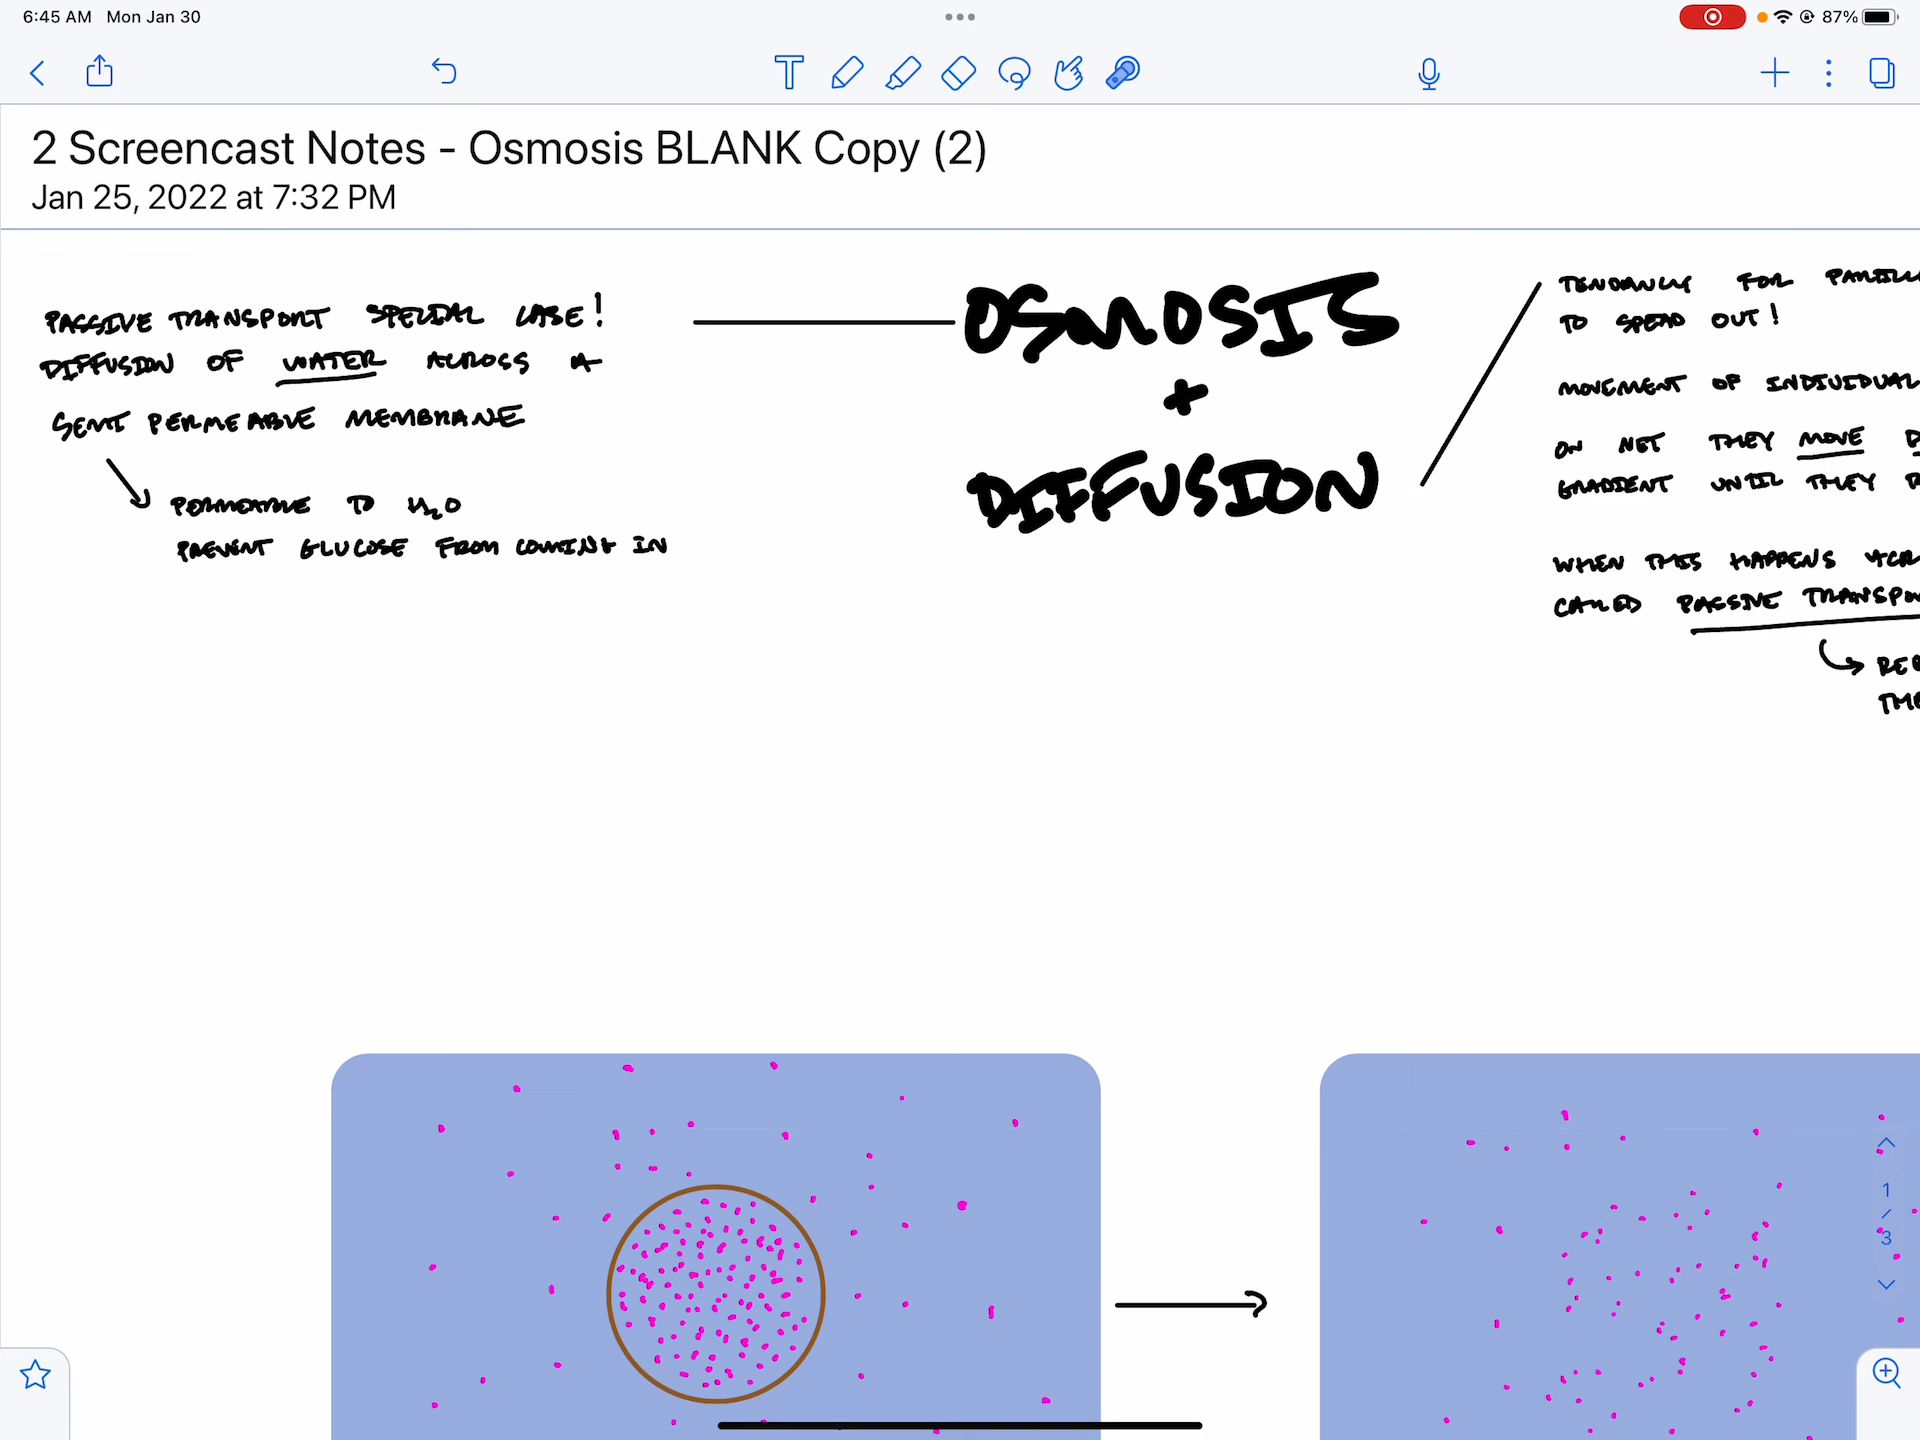 6:45 AM Mon Jan 30
87%
2 Screencast Notes - Osmosis BLANK Copy (2)
Jan 25, 2022 at 7:32 PM
PASSIVE TRANSPORT SPECIAL CASE!
DIFFUSION OF WATER ACROSS A
SEMI PERMEABLE MEMBRANE
PERMEABLE TO H₂O
PREVENT GLUCOSE FROM COMING IN
OSMOSIS
+
DIFFUSION
TENDANCY FOR
TO SPEAD OUT!
MOVEMENT OF INDIVIDUAL
ON NET THEY MOVE
GRADIENT UNTIL THEY
WHEN THIS HAPPENS
CALLED PASSIVE
1
/
3